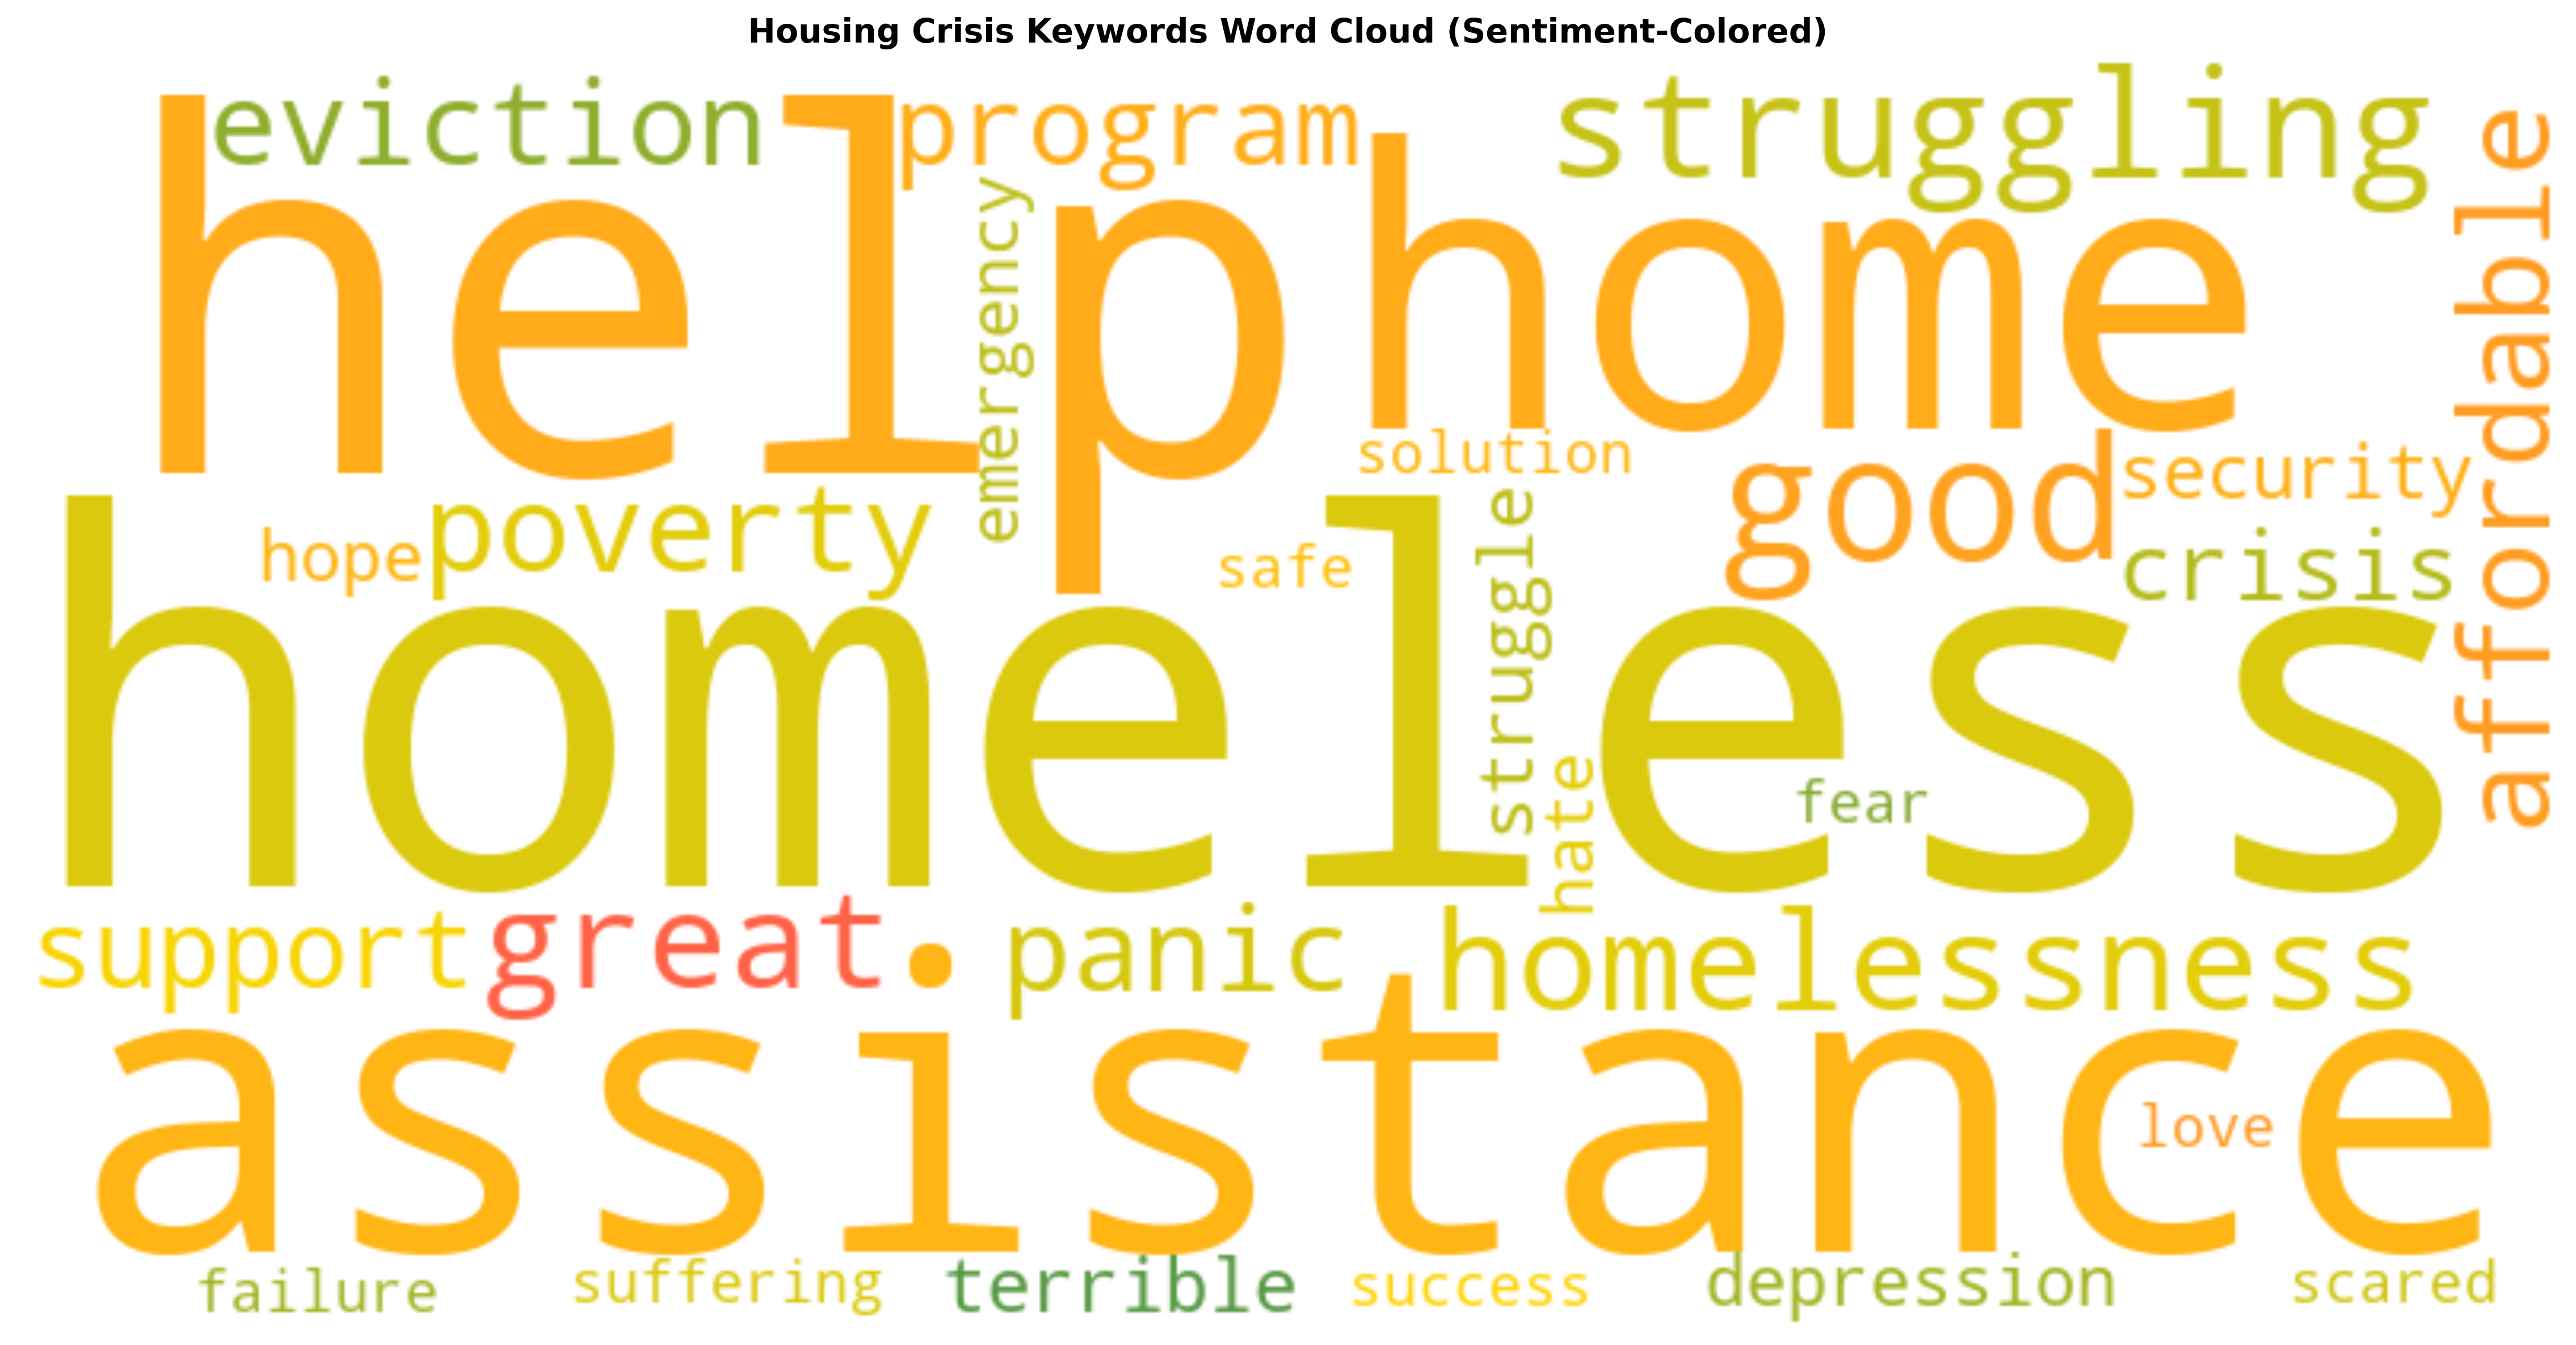 Housing Crisis Keywords Word Cloud (Sentiment-Colored)
eviction
program
struggling
help
home
affordable
emergency
solution
good
security
hope
poverty
safe
struggle
crisis
homeless
hate
fear
support
great
panic
homelessness
assistance
love
failure
suffering
terrible
success
depression
scared